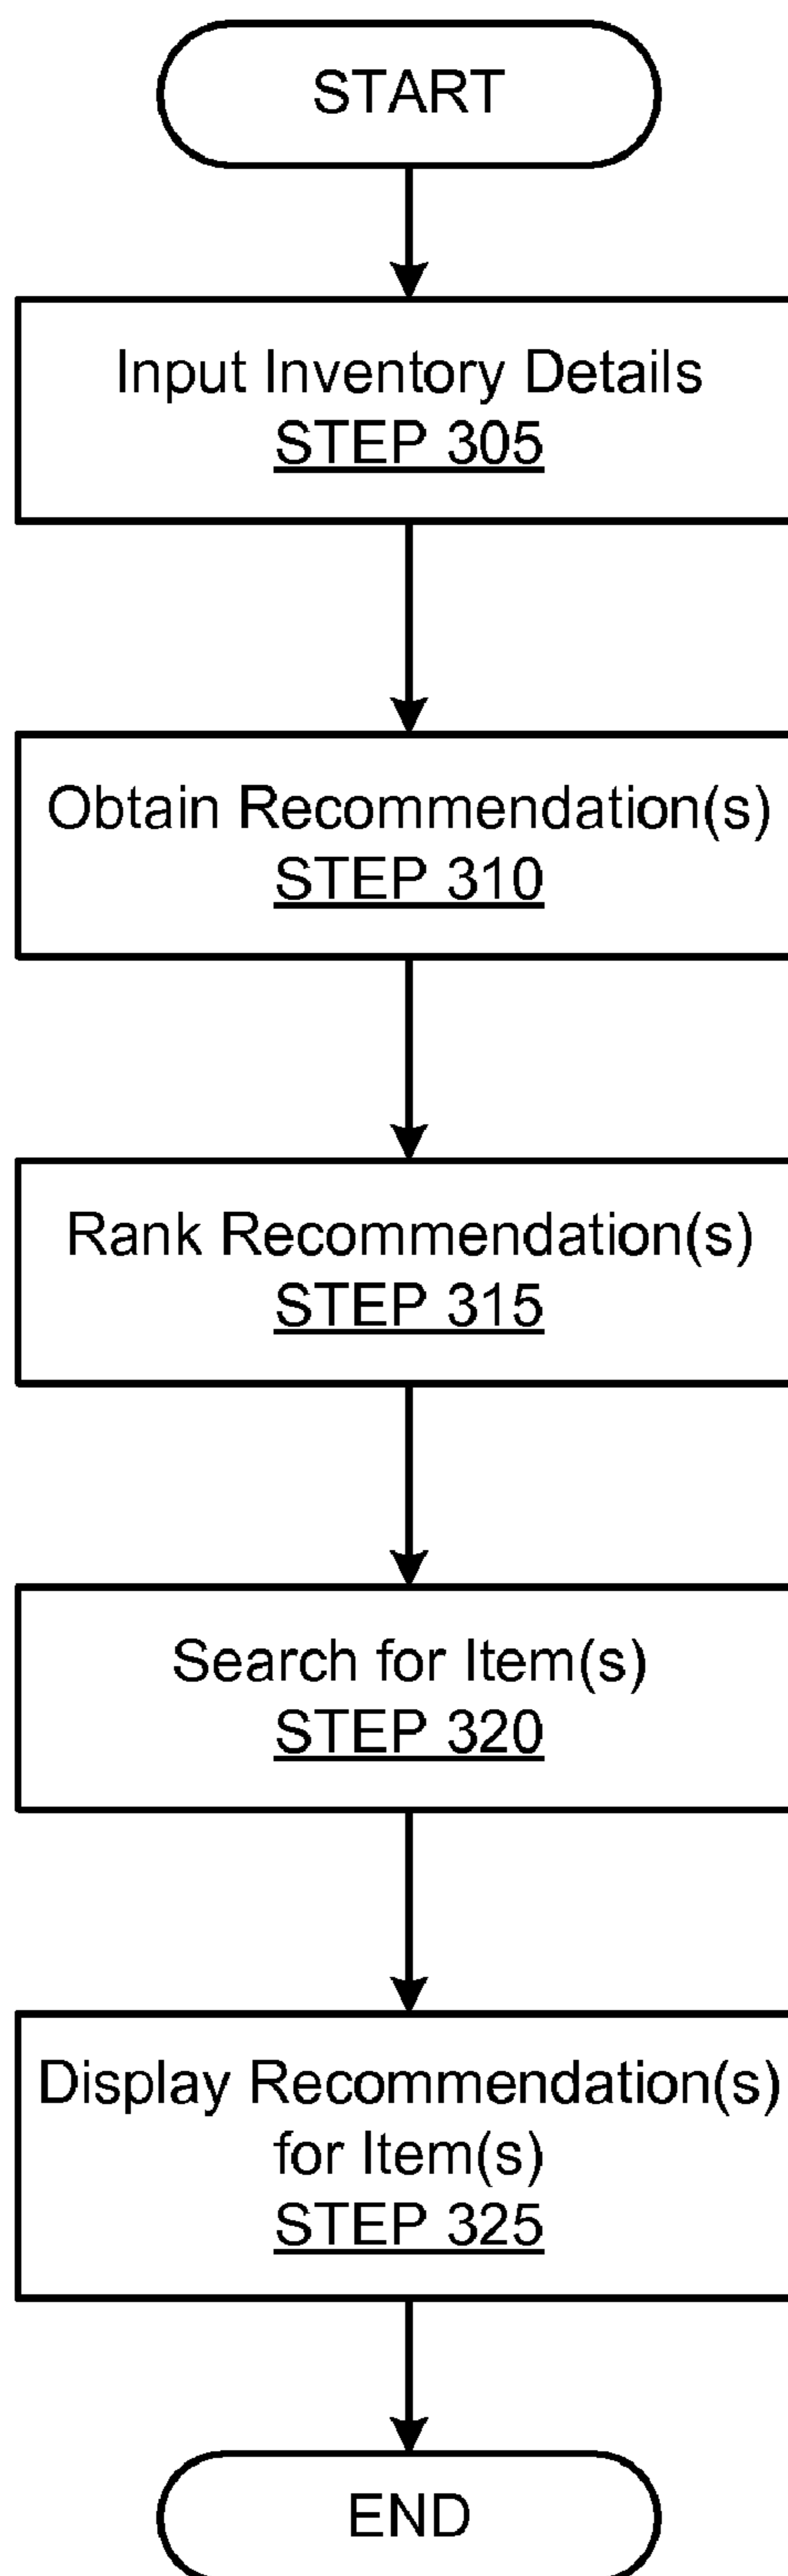 START
Input Inventory Details
STEP 305
Obtain Recommendation(s)
STEP 310
Rank Recommendation(s)
STEP 315
Search for Item(s)
STEP 320
Display Recommendation(s)
for Item(s)
STEP 325
END